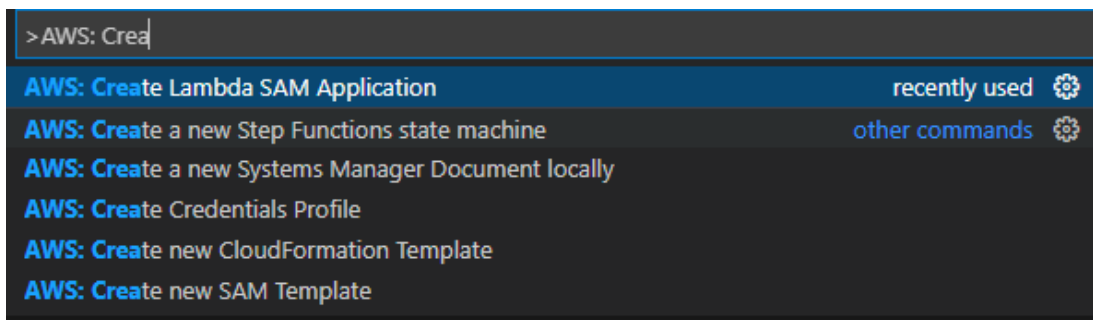 >AWS: Crea
AWS: Create Lambda SAM Application recently used
AWS: Create a new Step Functions state machine other commands
AWS: Create a new Systems Manager Document locally
AWS: Create Credentials Profile
AWS: Create new CloudFormation Template
AWS: Create new SAM Template